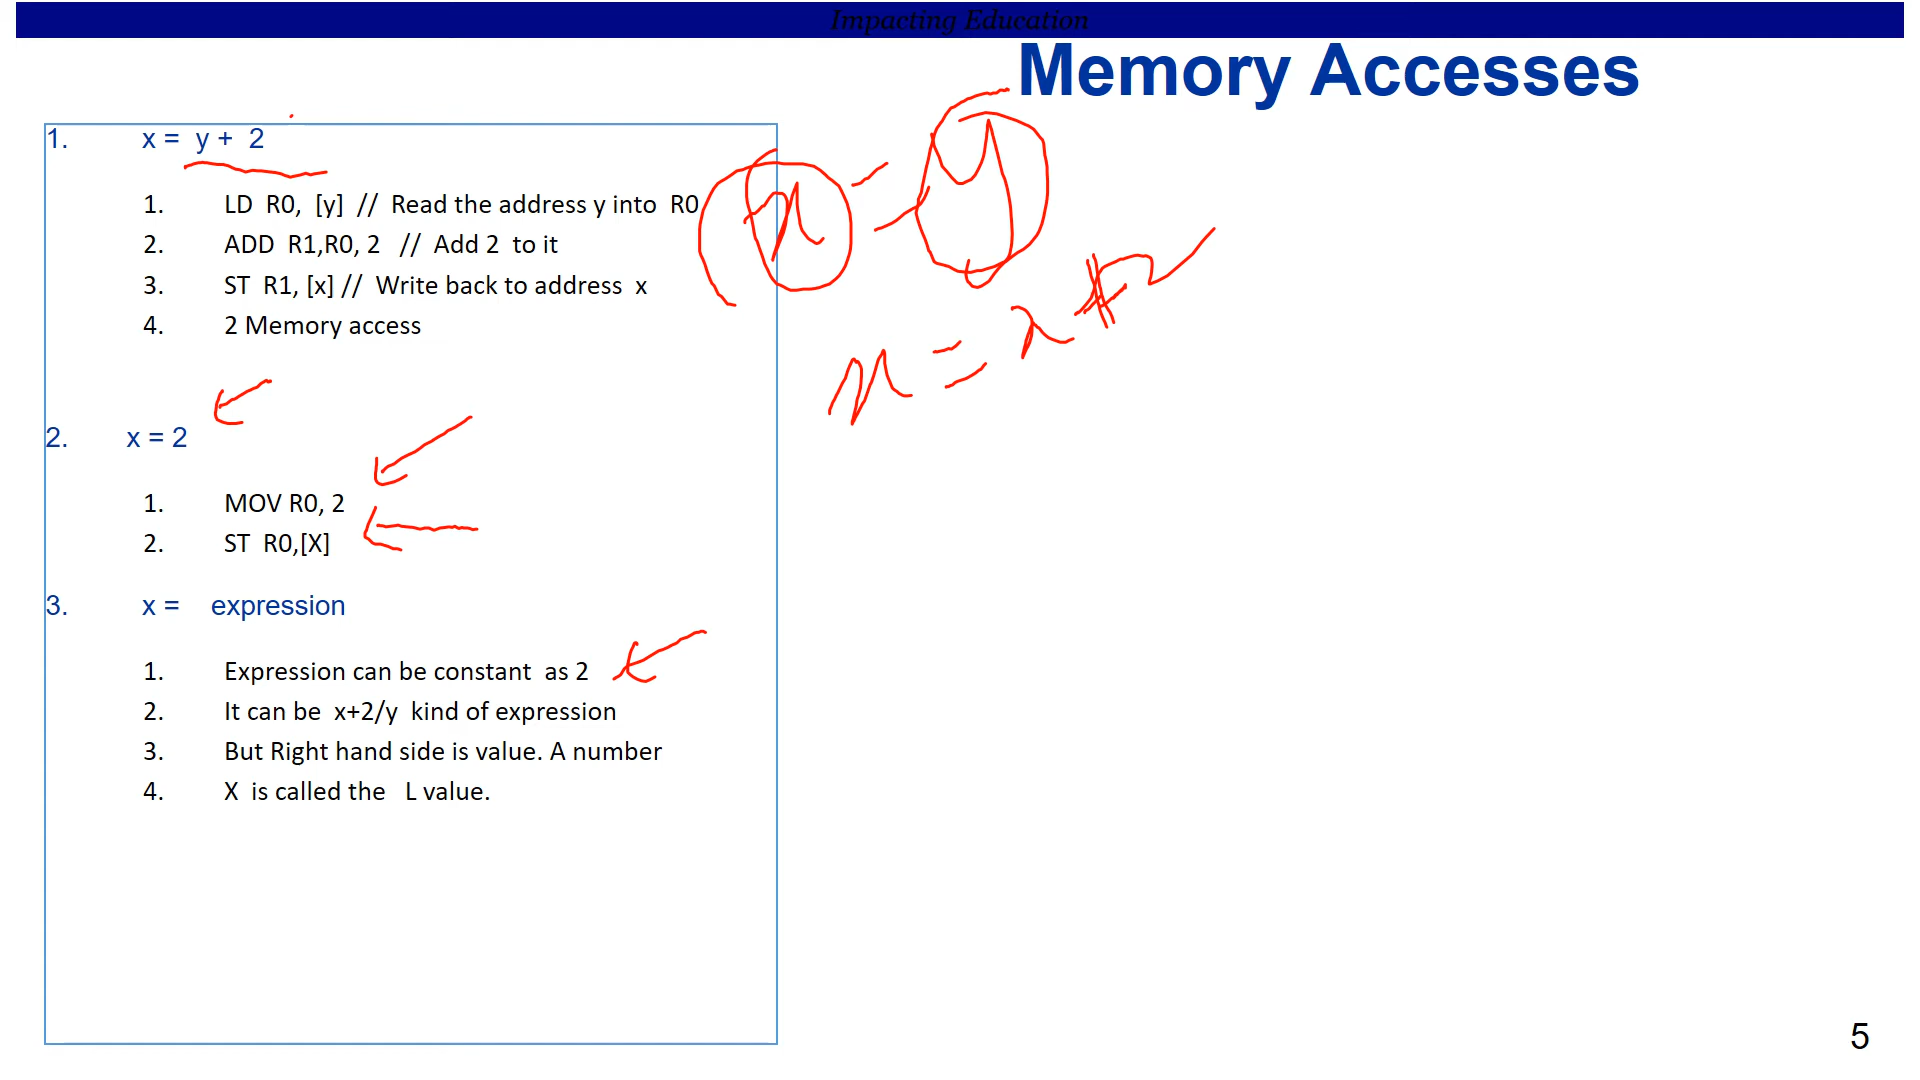 Impacting Education
Memory Accesses
1. x = y + 2
1. LD R0, [y] // Read the address y into R0
2. ADD R1,R0, 2 // Add 2 to it
3. ST R1, [x] // Write back to address x
4. 2 Memory access
x = y
x = x + 2
2. x = 2
1. MOV R0, 2
2. ST R0,[X]
3. x = expression
1. Expression can be constant as 2
2. It can be x+2/y kind of expression
3. But Right hand side is value. A number
4. X is called the L value.
5